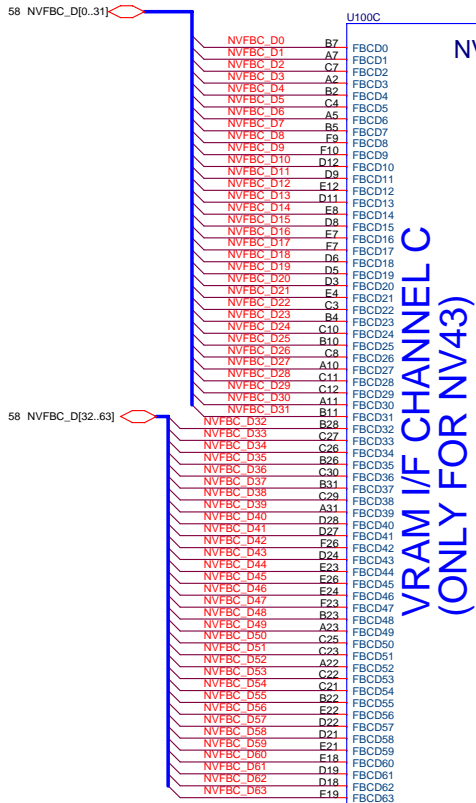 58 NVFBC_D[0..31]
U100C
NVFBC_D0 B7 FBCD0
NVFBC_D1 A7 FBCD1
NVFBC_D2 C7 FBCD2
NVFBC_D3 A2 FBCD3
NVFBC_D4 B2 FBCD4
NVFBC_D5 C4 FBCD5
NVFBC_D6 A5 FBCD6
NVFBC_D7 B5 FBCD7
NVFBC_D8 F9 FBCD8
NVFBC_D9 F10 FBCD9
NVFBC_D10 D12 FBCD10
NVFBC_D11 D9 FBCD11
NVFBC_D12 E12 FBCD12
NVFBC_D13 D11 FBCD13
NVFBC_D14 E8 FBCD14
NVFBC_D15 D8 FBCD15
NVFBC_D16 E7 FBCD16
NVFBC_D17 F7 FBCD17
NVFBC_D18 D6 FBCD18
NVFBC_D19 D5 FBCD19
NVFBC_D20 D3 FBCD20
NVFBC_D21 E4 FBCD21
NVFBC_D22 C3 FBCD22
NVFBC_D23 B4 FBCD23
NVFBC_D24 C10 FBCD24
NVFBC_D25 B10 FBCD25
NVFBC_D26 C8 FBCD26
NVFBC_D27 A10 FBCD27
NVFBC_D28 C11 FBCD28
NVFBC_D29 C12 FBCD29
NVFBC_D30 A11 FBCD30
NVFBC_D31 B11 FBCD31
58 NVFBC_D[32..63]
NVFBC_D32 B28 FBCD32
NVFBC_D33 C27 FBCD33
NVFBC_D34 C26 FBCD34
NVFBC_D35 B26 FBCD35
NVFBC_D36 C30 FBCD36
NVFBC_D37 B31 FBCD37
NVFBC_D38 C29 FBCD38
NVFBC_D39 A31 FBCD39
NVFBC_D40 D28 FBCD40
NVFBC_D41 D27 FBCD41
NVFBC_D42 F26 FBCD42
NVFBC_D43 D24 FBCD43
NVFBC_D44 E23 FBCD44
NVFBC_D45 E26 FBCD45
NVFBC_D46 E24 FBCD46
NVFBC_D47 F23 FBCD47
NVFBC_D48 B23 FBCD48
NVFBC_D49 A23 FBCD49
NVFBC_D50 C25 FBCD50
NVFBC_D51 C23 FBCD51
NVFBC_D52 A22 FBCD52
NVFBC_D53 C22 FBCD53
NVFBC_D54 C21 FBCD54
NVFBC_D55 B22 FBCD55
NVFBC_D56 E22 FBCD56
NVFBC_D57 D22 FBCD57
NVFBC_D58 D21 FBCD58
NVFBC_D59 E21 FBCD59
NVFBC_D60 E18 FBCD60
NVFBC_D61 D19 FBCD61
NVFBC_D62 D18 FBCD62
NVFBC_D63 E19 FBCD63
VRAM I/F CHANNEL C
(ONLY FOR NV43)